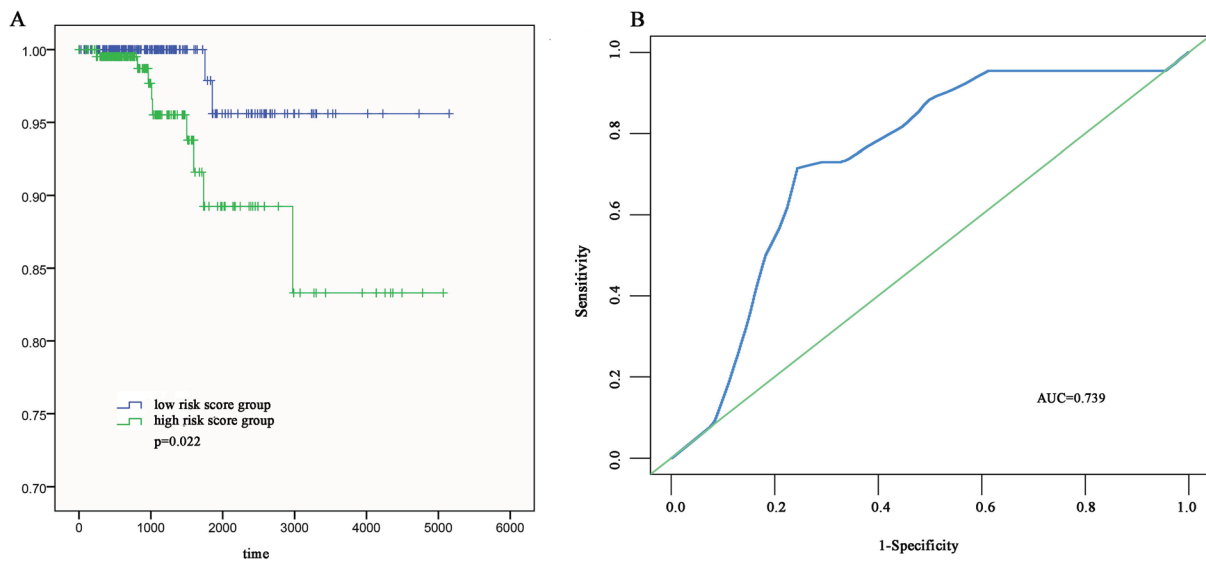 A
1.00
0.95
0.90
0.85
0.80
0.75
0.70
low risk score group
high risk score group
p=0.022
0 1000 2000 3000 4000 5000 6000
time
B
1.0
0.8
0.6
0.4
0.2
0.0
Sensitivity
AUC=0.739
0.0 0.2 0.4 0.6 0.8 1.0
1-Specificity